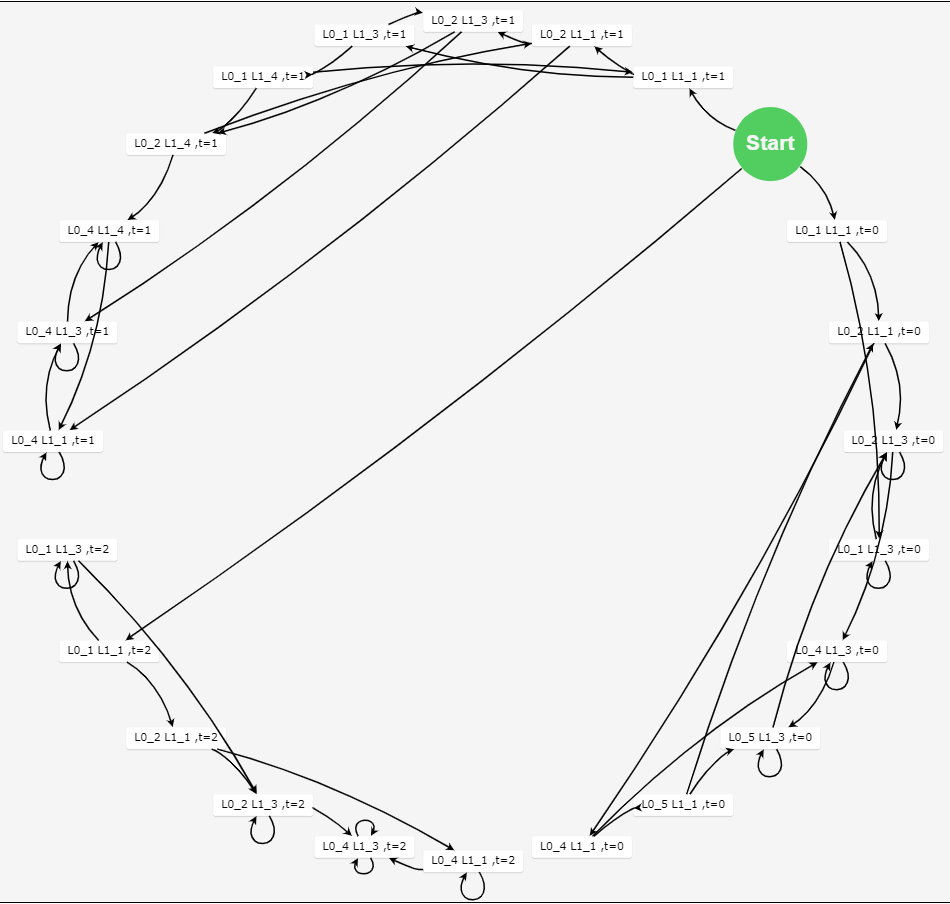 L0_2 L1_3 ,t=1
L0_1 L1_3 ,t=1
L0_2 L1_1 ,t=1
L0_1 L1_4 ,t=1
L0_1 L1_1 ,t=1
L0_2 L1_4 ,t=1
Start
L0_4 L1_4 ,t=1
L0_1 L1_1 ,t=0
L0_4 L1_3 ,t=1
L0_2 L1_1 ,t=0
L0_4 L1_1 ,t=1
L0_2 L1_3 ,t=0
L0_1 L1_3 ,t=2
L0_1 L1_3 ,t=0
L0_1 L1_1 ,t=2
L0_4 L1_3 ,t=0
L0_2 L1_1 ,t=2
L0_5 L1_3 ,t=0
L0_2 L1_3 ,t=2
L0_5 L1_1 ,t=0
L0_4 L1_3 ,t=2
L0_4 L1_1 ,t=0
L0_4 L1_1 ,t=2